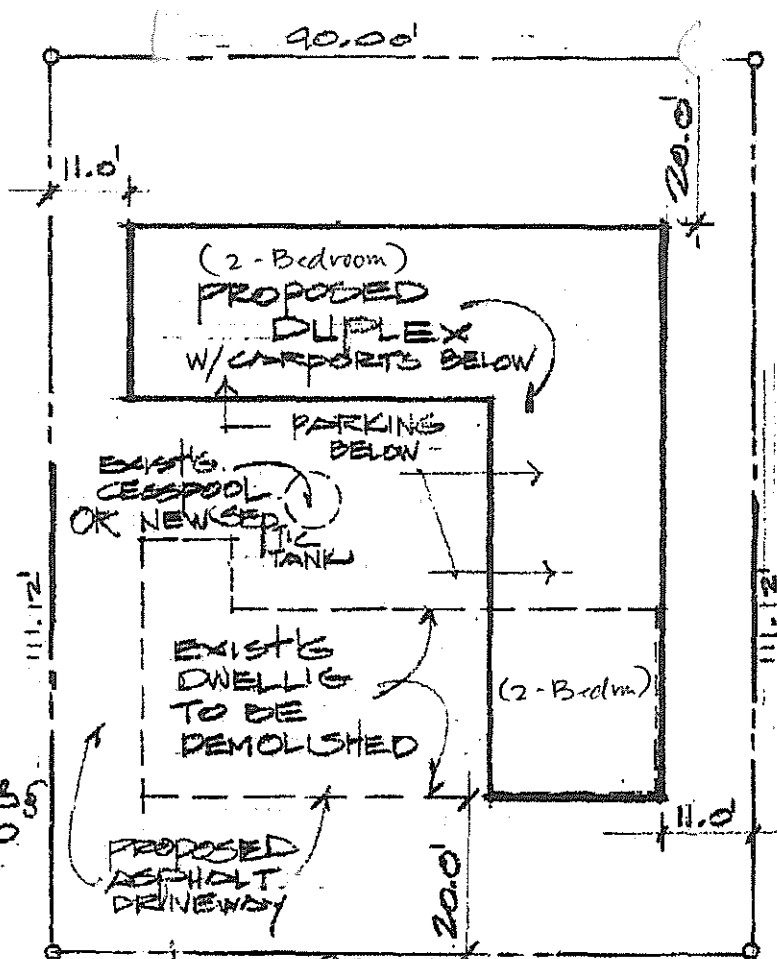 90.00'
11.0'
20.0'
(2-Bedroom)
PROPOSED
DUPLEX
W/ CARPORTS BELOW
PARKING
BELOW
EXIST'G.
CESSPOOL
OR NEW SEPTIC
TANK
111.12'
111.12'
EXIST'G
DWELL'G
TO BE
DEMOLISHED
(2-Bedrm)
11.0'
PROPOSED
ASPHALT
DRIVEWAY
20.0'